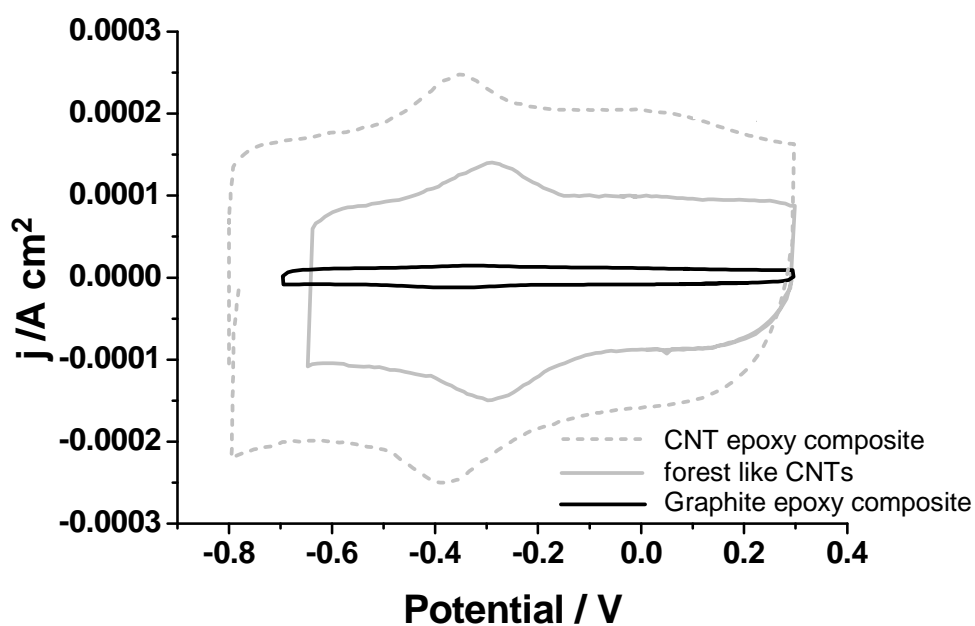 0.0003
0.0002
0.0001
0.0000
-0.0001
-0.0002
-0.0003
j /A cm²
CNT epoxy composite
forest like CNTs
Graphite epoxy composite
-0.8 -0.6 -0.4 -0.2 0.0 0.2 0.4
Potential / V